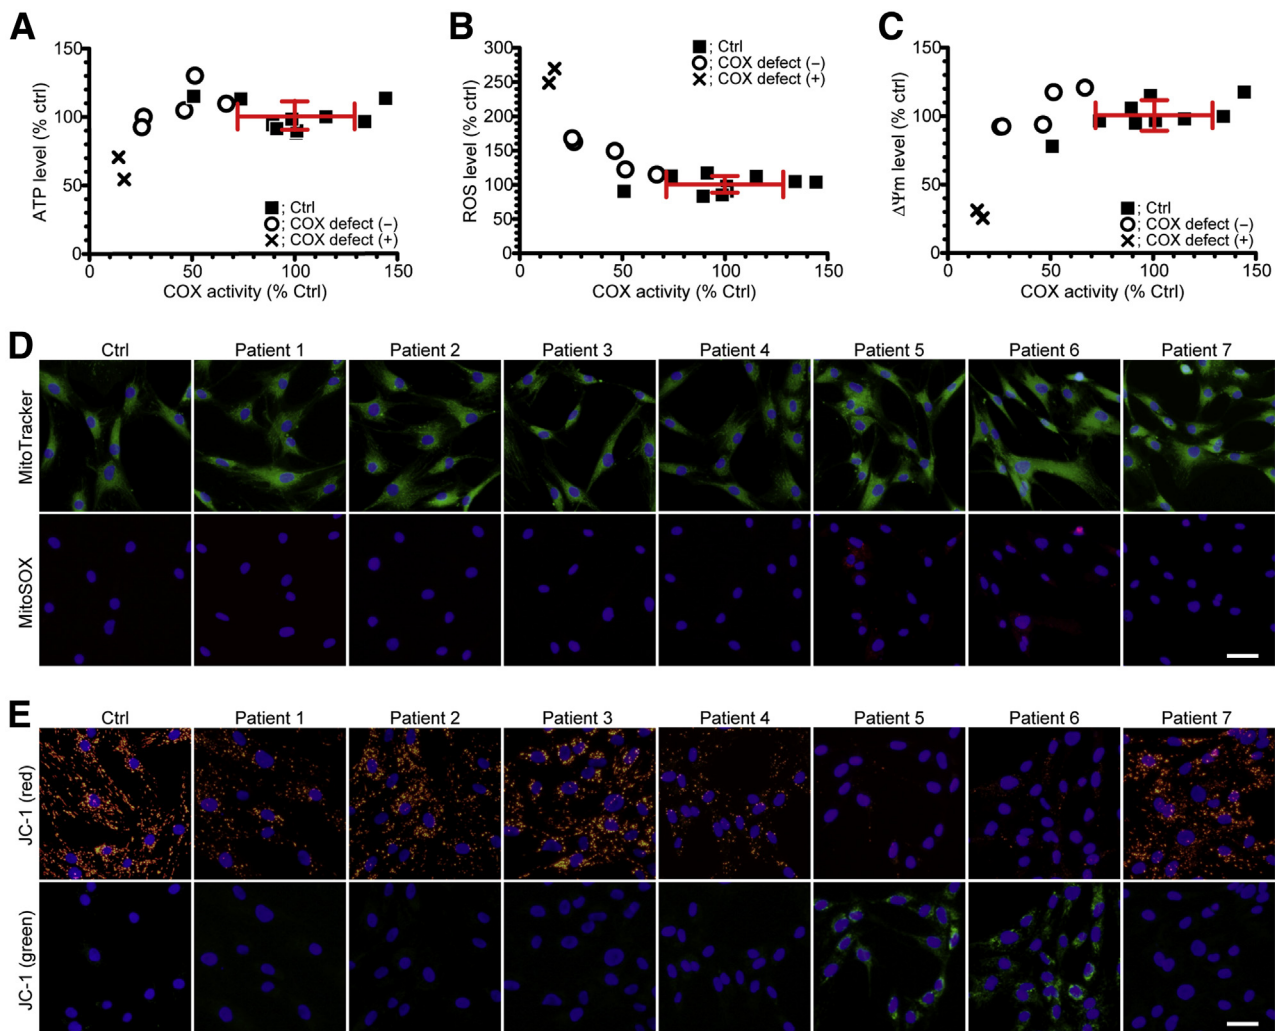 A
B
C
150
100
50
0
ATP level (% ctrl)
■; Ctrl
○; COX defect (−)
×; COX defect (+)
0 50 100 150
COX activity (% Ctrl)
300
250
200
150
100
50
0
ROS level (% ctrl)
■; Ctrl
○; COX defect (−)
×; COX defect (+)
0 50 100 150
COX activity (% Ctrl)
150
100
50
0
ΔΨm level (% ctrl)
■; Ctrl
○; COX defect (−)
×; COX defect (+)
0 50 100 150
COX activity (% Ctrl)
D
Ctrl Patient 1 Patient 2 Patient 3 Patient 4 Patient 5 Patient 6 Patient 7
MitoTracker
MitoSOX
E
Ctrl Patient 1 Patient 2 Patient 3 Patient 4 Patient 5 Patient 6 Patient 7
JC-1 (red)
JC-1 (green)